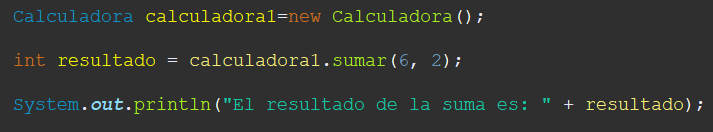 Calculadora calculadora1=new Calculadora();
int resultado = calculadora1.sumar(6, 2);
System.out.println("El resultado de la suma es: " + resultado);